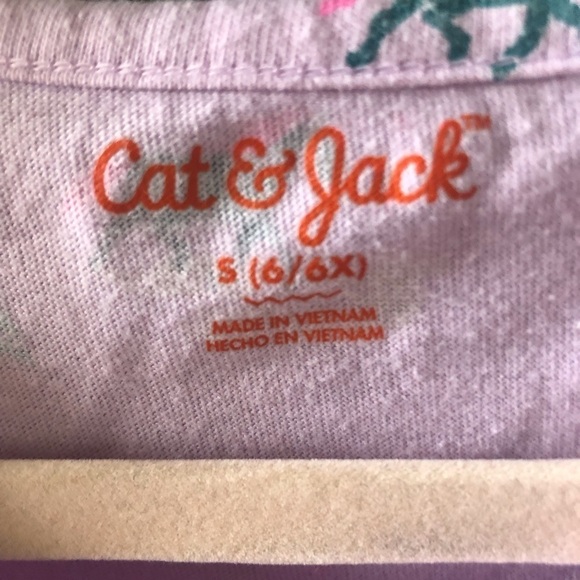 Cat & Jack™
S (6/6X)
MADE IN VIETNAM
HECHO EN VIETNAM